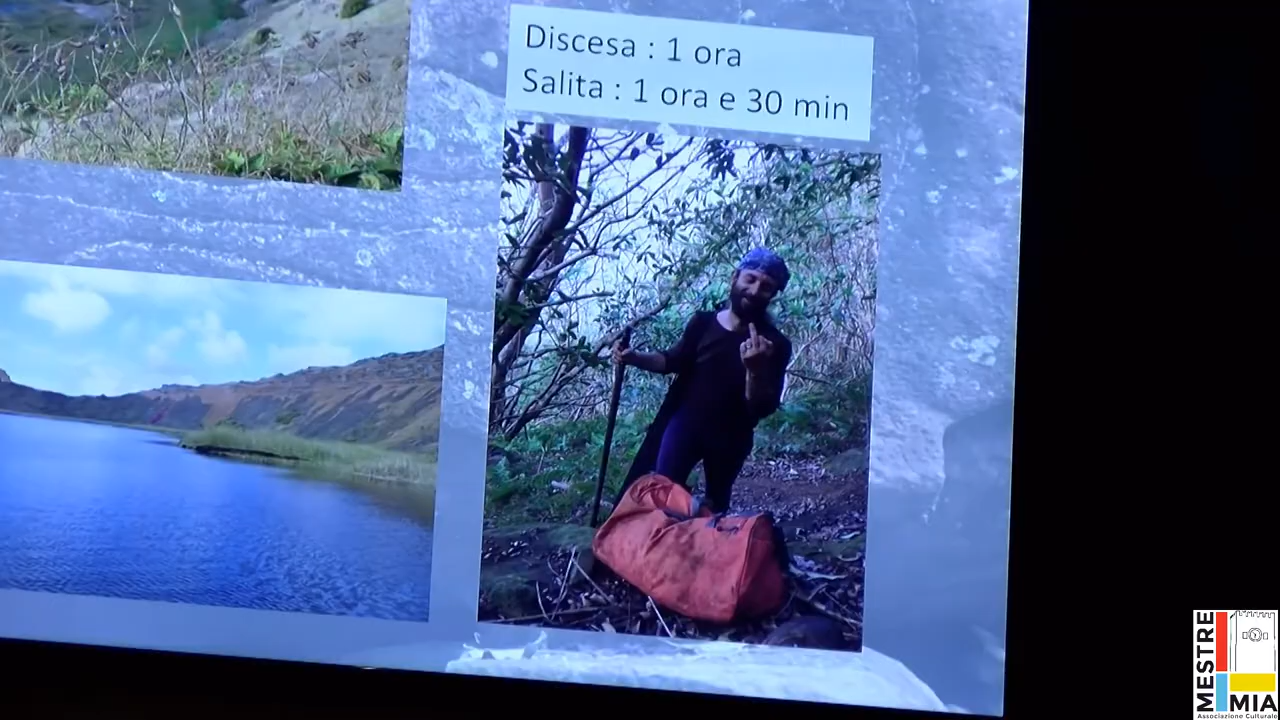 Discesa : 1 ora
Salita : 1 ora e 30 min
MESTRE
MIA
Associazione Culturale